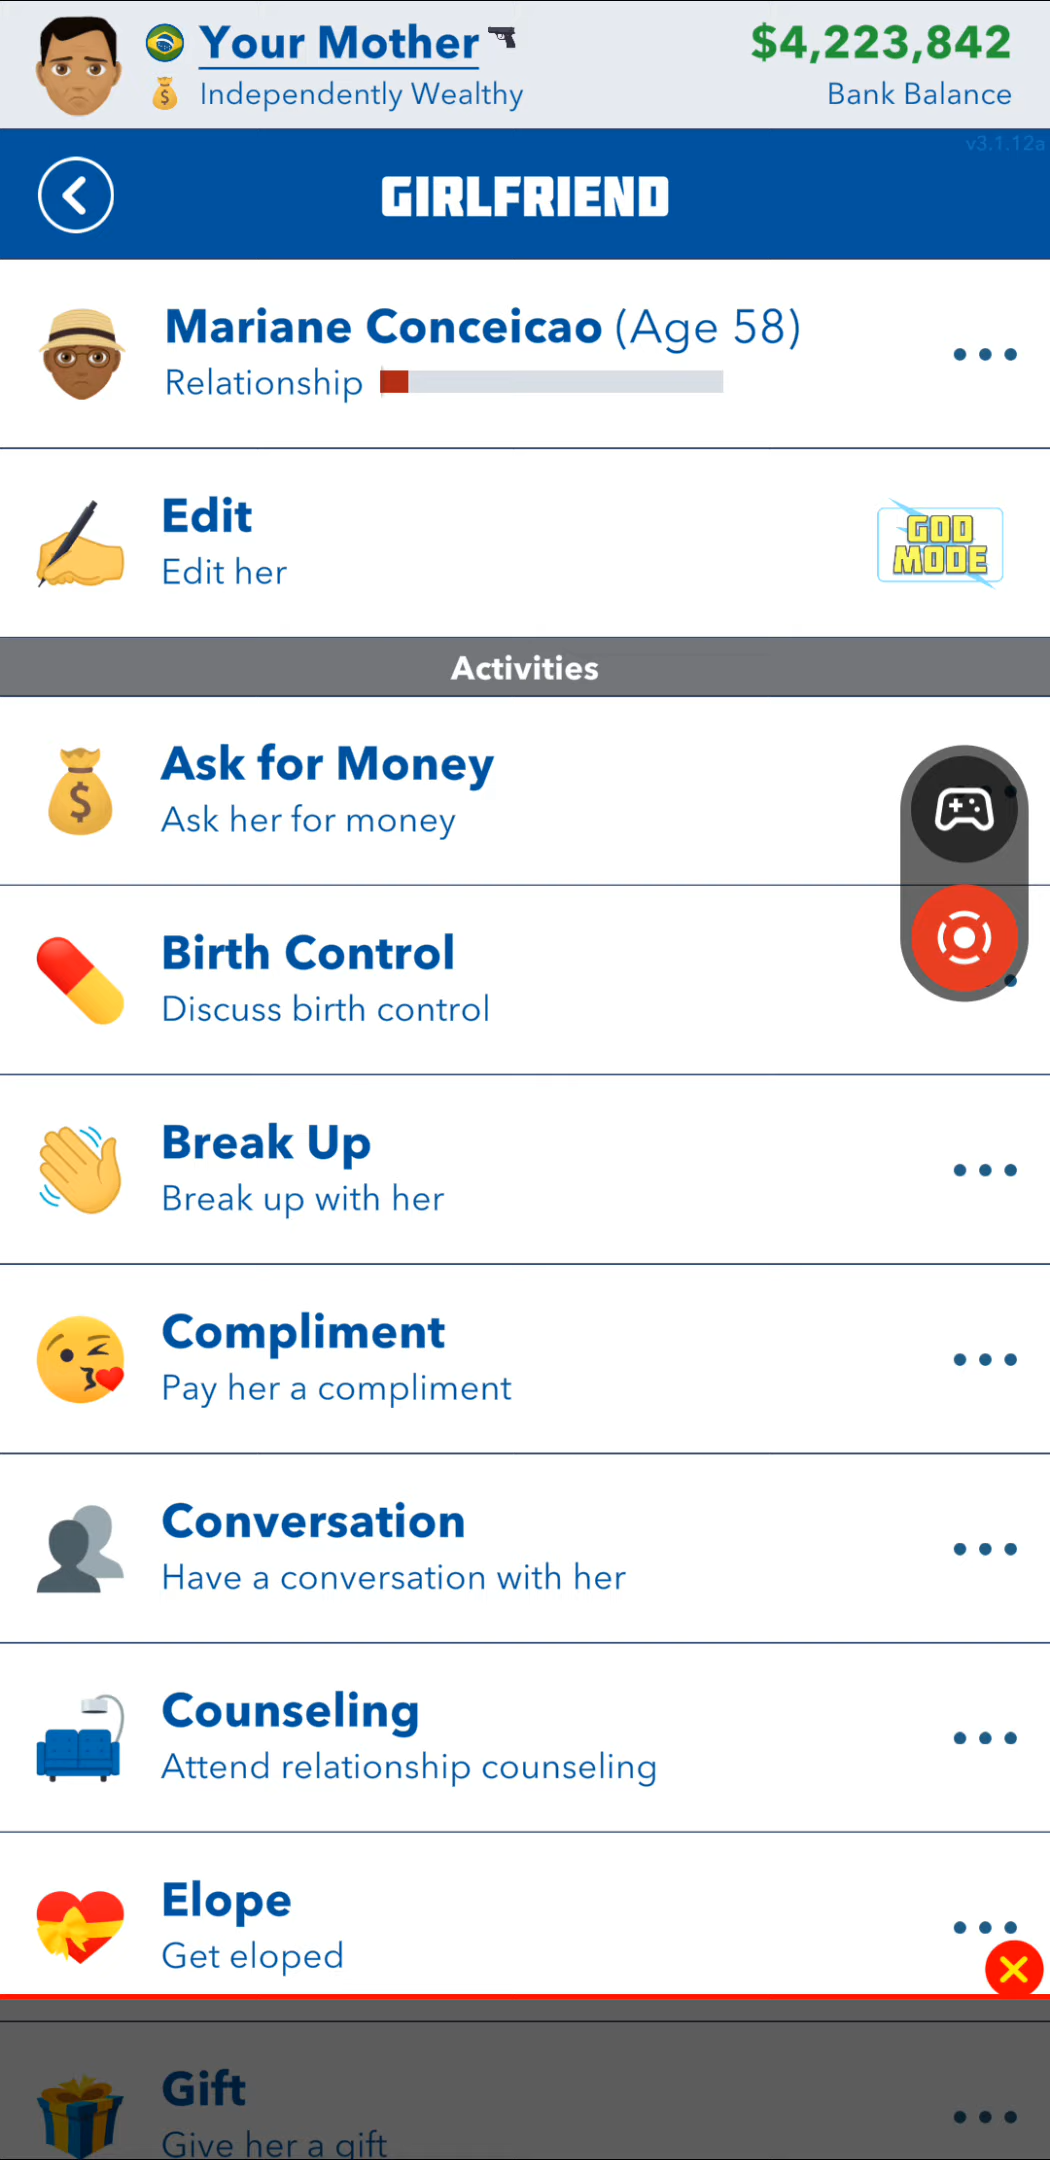 Your Mother
$4,223,842
Independently Wealthy
Bank Balance
v3.1.12a
GIRLFRIEND
Mariane Conceicao (Age 58)
Relationship
Edit
Edit her
GOD
MODE
Activities
Ask for Money
Ask her for money
Birth Control
Discuss birth control
Break Up
Break up with her
Compliment
Pay her a compliment
Conversation
Have a conversation with her
Counseling
Attend relationship counseling
Elope
Get eloped
Gift
Give her a gift